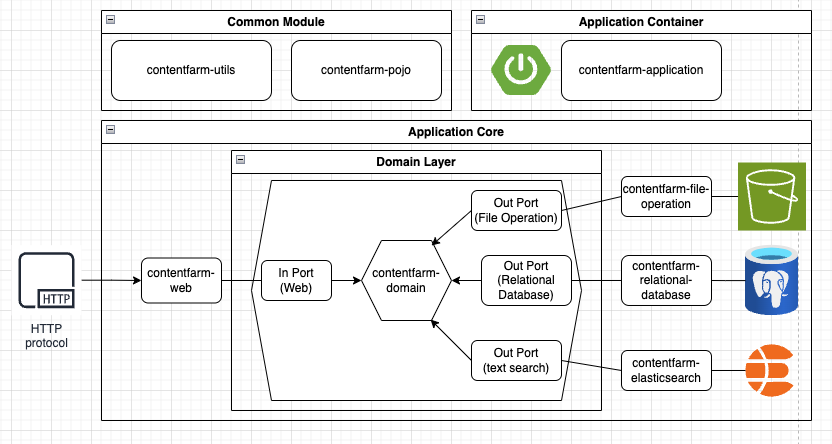 Common Module
contentfarm-utils
contentfarm-pojo
Application Container
contentfarm-application
Application Core
Domain Layer
HTTP
HTTP
protocol
contentfarm-
web
In Port
(Web)
contentfarm-
domain
Out Port
(File Operation)
Out Port
(Relational
Database)
Out Port
(text search)
contentfarm-file-
operation
contentfarm-
relational-
database
contentfarm-
elasticsearch